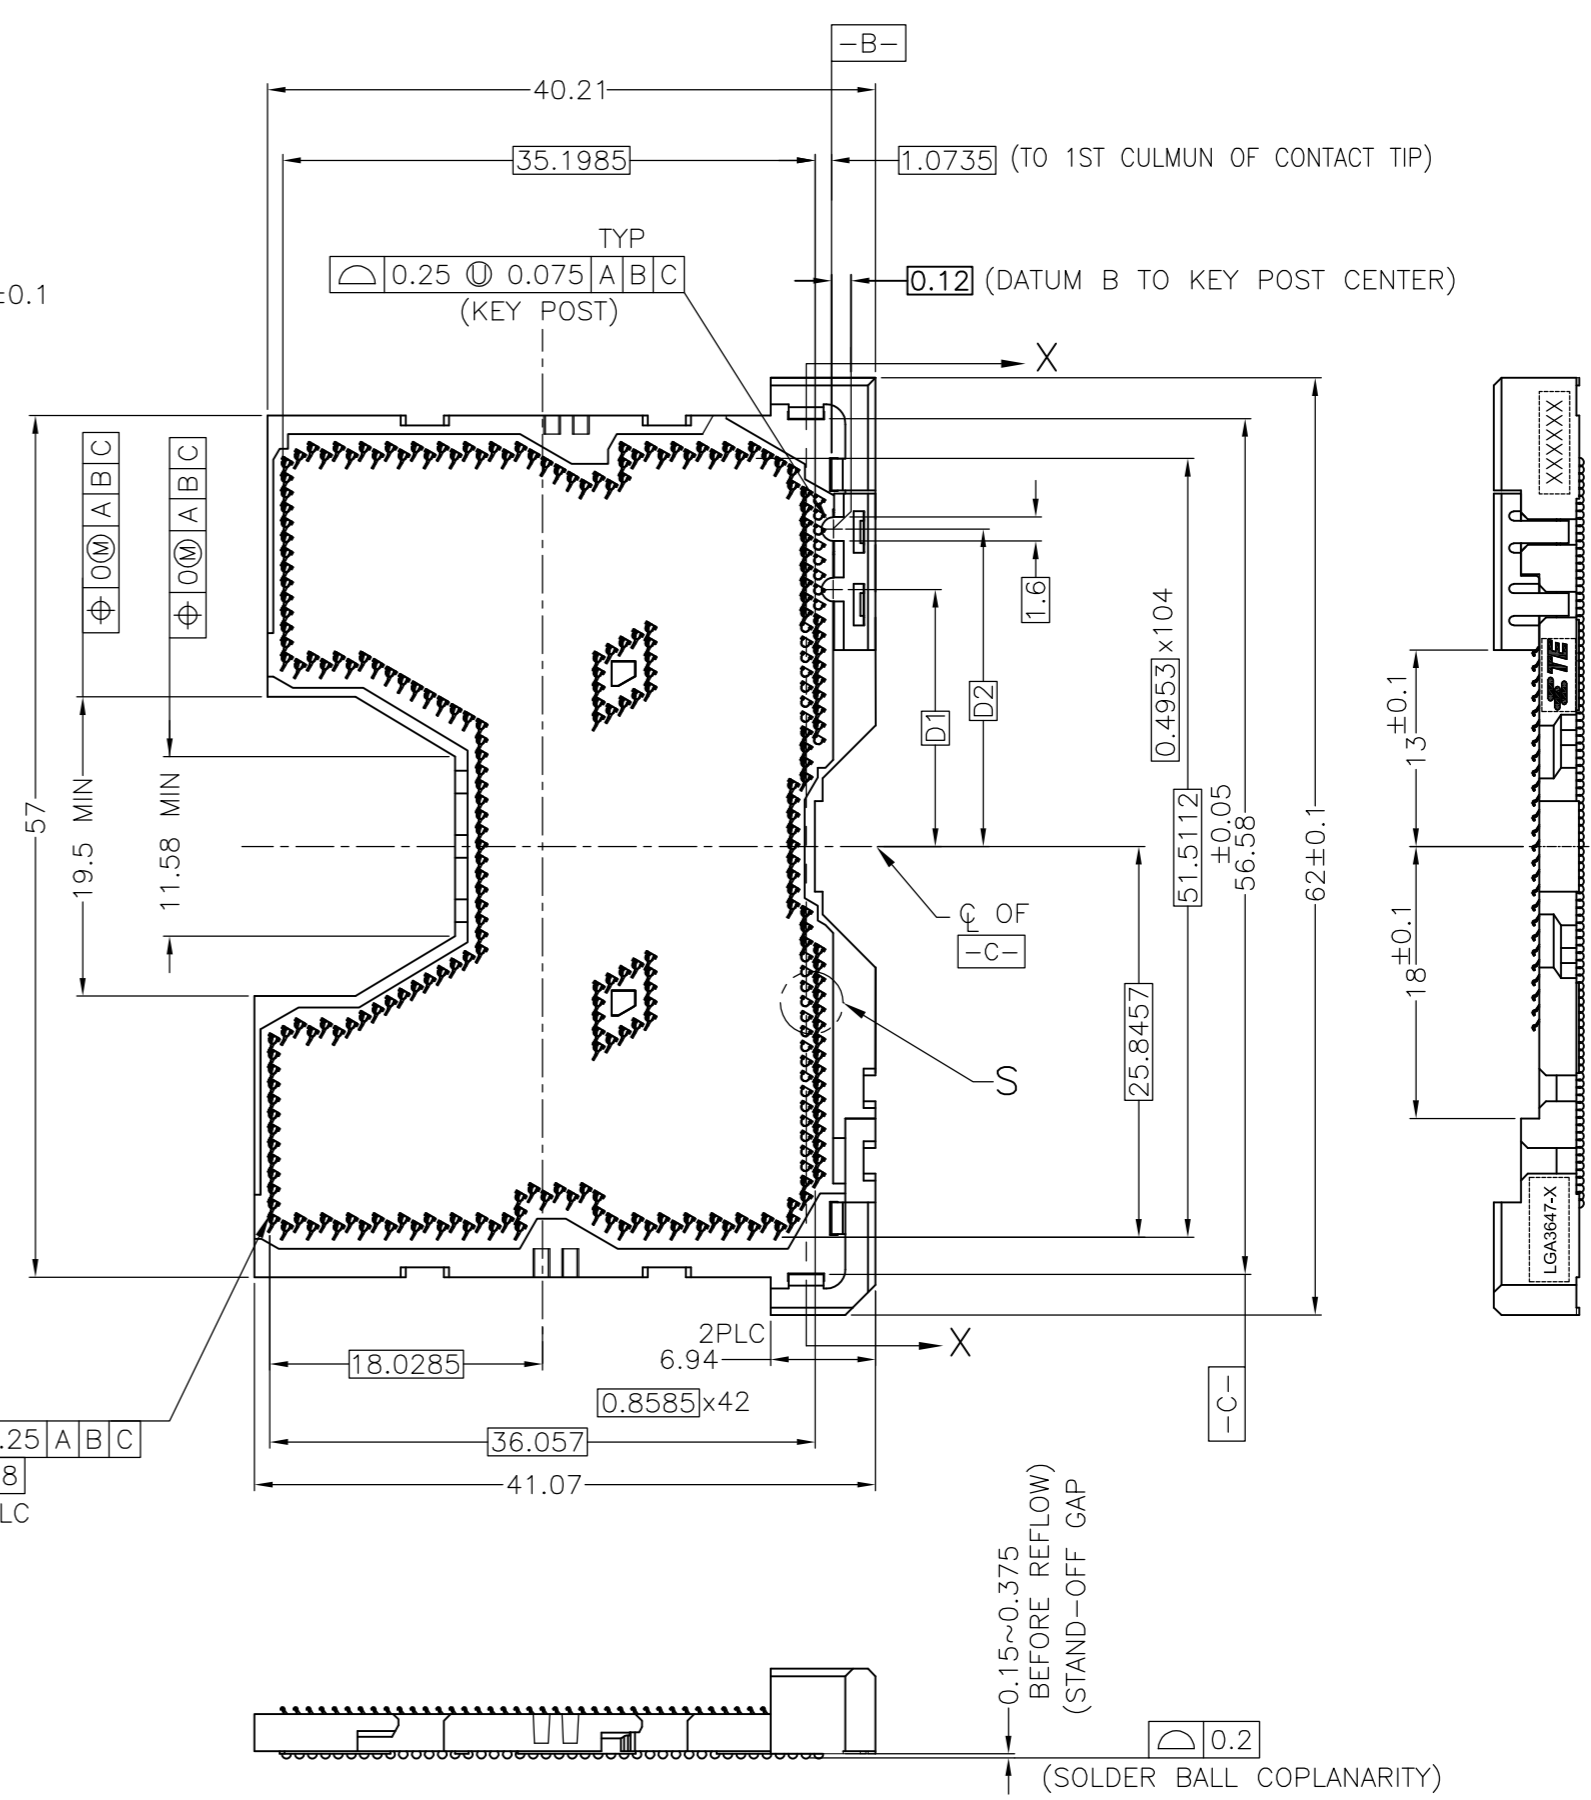 -B-
40.21
35.1985
1.0735 (TO 1ST CULMUN OF CONTACT TIP)
TYP
0.25 Ⓤ 0.075 A B C
(KEY POST)
0.12 (DATUM B TO KEY POST CENTER)
±0.1
X
⌖ 0Ⓜ A B C
⌖ 0Ⓜ A B C
57
19.5 MIN
11.58 MIN
1.6
D1
D2
0.4953 x104
51.5112
±0.05
56.58
62±0.1
℄ OF
-C-
25.8457
S
XXXXXXX
TE
13±0.1
18±0.1
LGA3647-X
2PLC
6.94
X
18.0285
0.8585 x42
-C-
.25 A B C
8
LC
36.057
41.07
0.15~0.375
BEFORE REFLOW)
(STAND-OFF GAP
⌓ 0.2
(SOLDER BALL COPLANARITY)